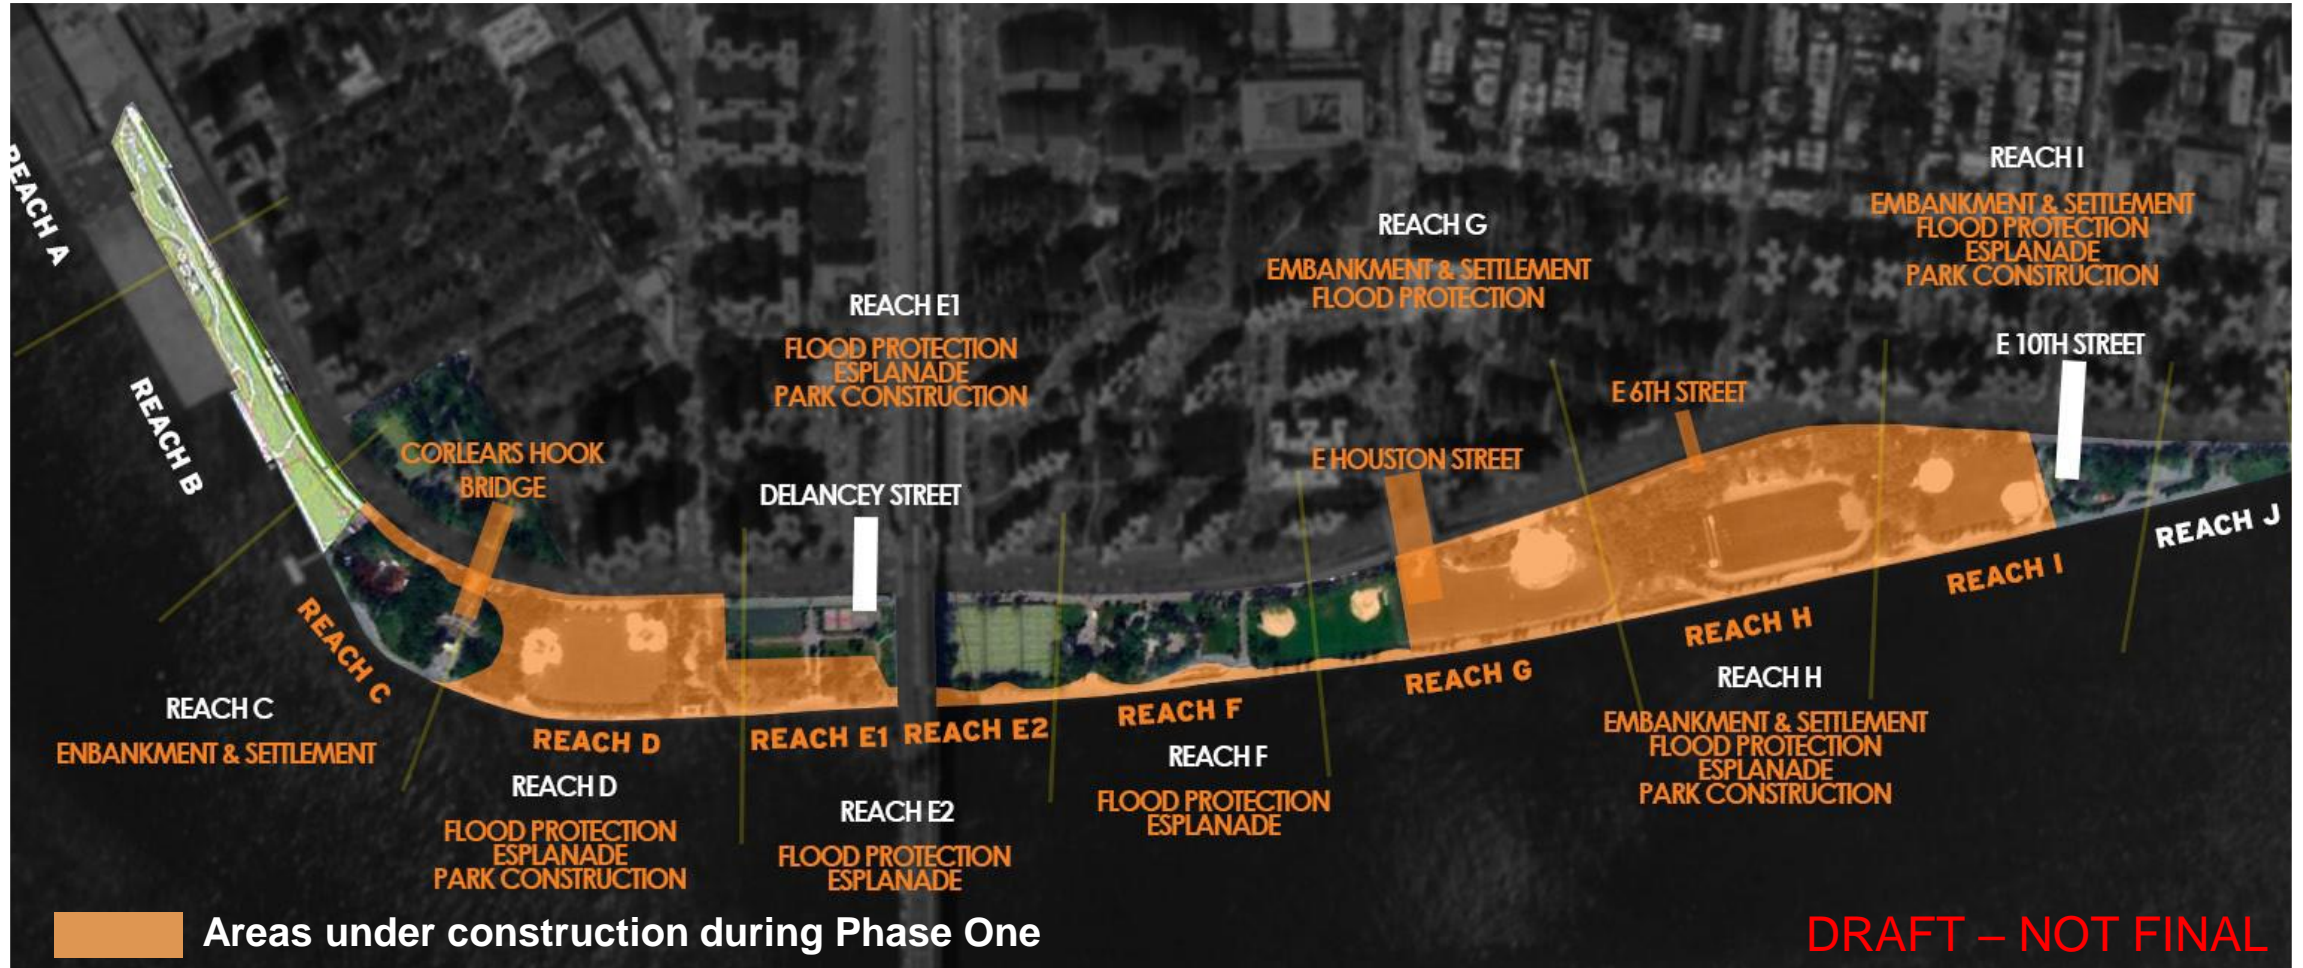 REACH A
REACH B
REACH C
REACH C
ENBANKMENT & SETTLEMENT
CORLEARS HOOK
BRIDGE
REACH D
REACH D
FLOOD PROTECTION
ESPLANADE
PARK CONSTRUCTION
REACH E1
FLOOD PROTECTION
ESPLANADE
PARK CONSTRUCTION
DELANCEY STREET
REACH E1
REACH E2
REACH E2
FLOOD PROTECTION
ESPLANADE
REACH F
REACH F
FLOOD PROTECTION
ESPLANADE
REACH G
EMBANKMENT & SETTLEMENT
FLOOD PROTECTION
E HOUSTON STREET
REACH G
E 6TH STREET
REACH H
REACH H
EMBANKMENT & SETTLEMENT
FLOOD PROTECTION
ESPLANADE
PARK CONSTRUCTION
REACH I
EMBANKMENT & SETTLEMENT
FLOOD PROTECTION
ESPLANADE
PARK CONSTRUCTION
E 10TH STREET
REACH I
REACH J
Areas under construction during Phase One
DRAFT – NOT FINAL